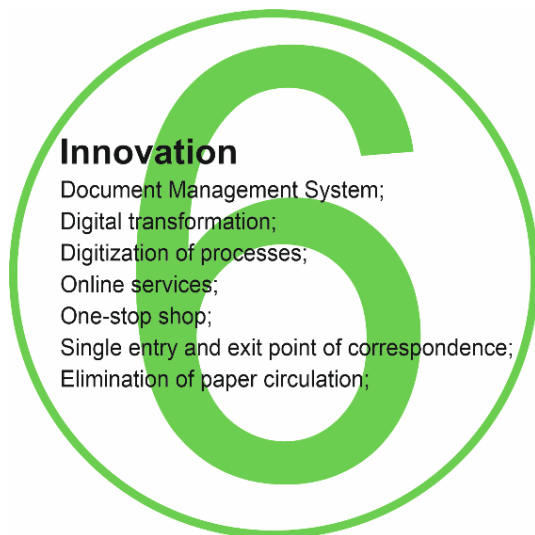 6
Innovation
Document Management System;
Digital transformation;
Digitization of processes;
Online services;
One-stop shop;
Single entry and exit point of correspondence;
Elimination of paper circulation;